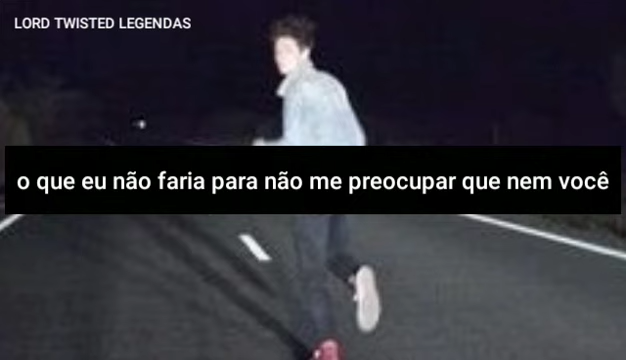 LORD TWISTED LEGENDAS
o que eu não faria para não me preocupar que nem você